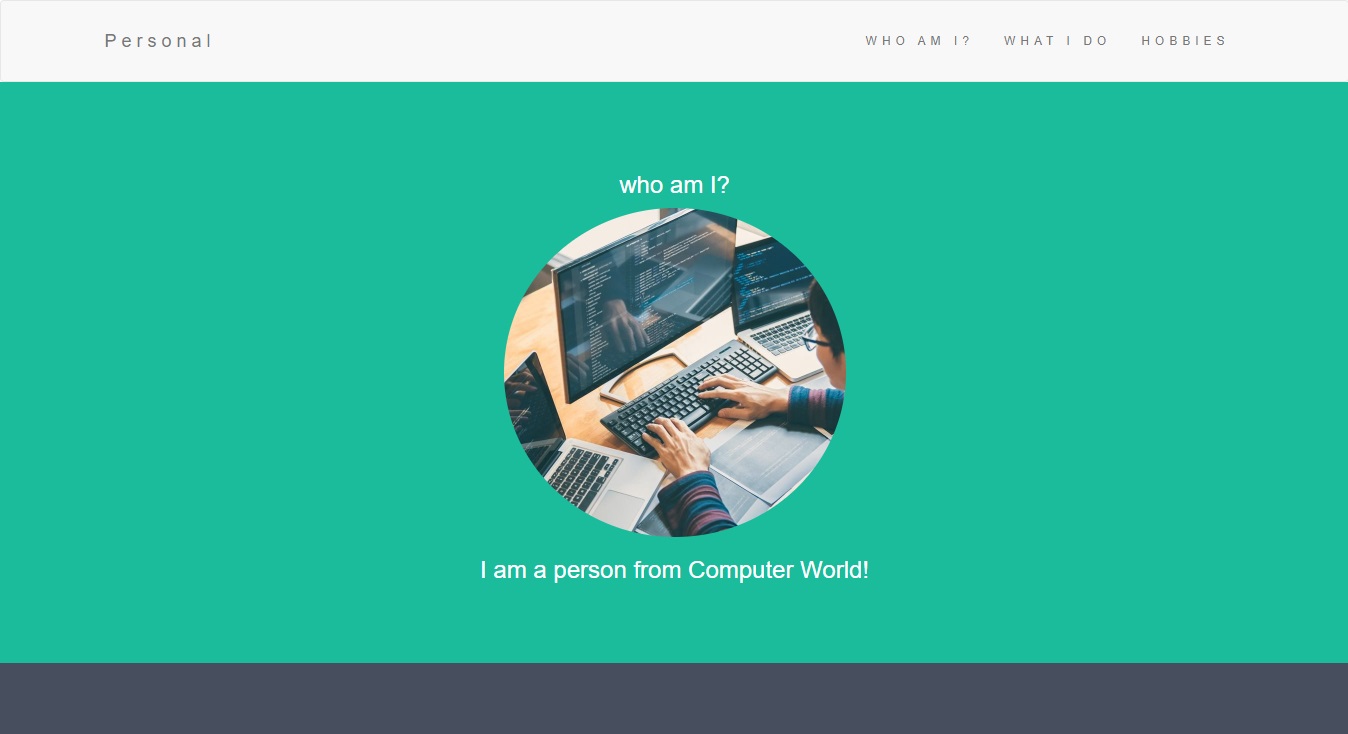 Personal
WHO AM I?
WHAT I DO
HOBBIES
who am I?
I am a person from Computer World!